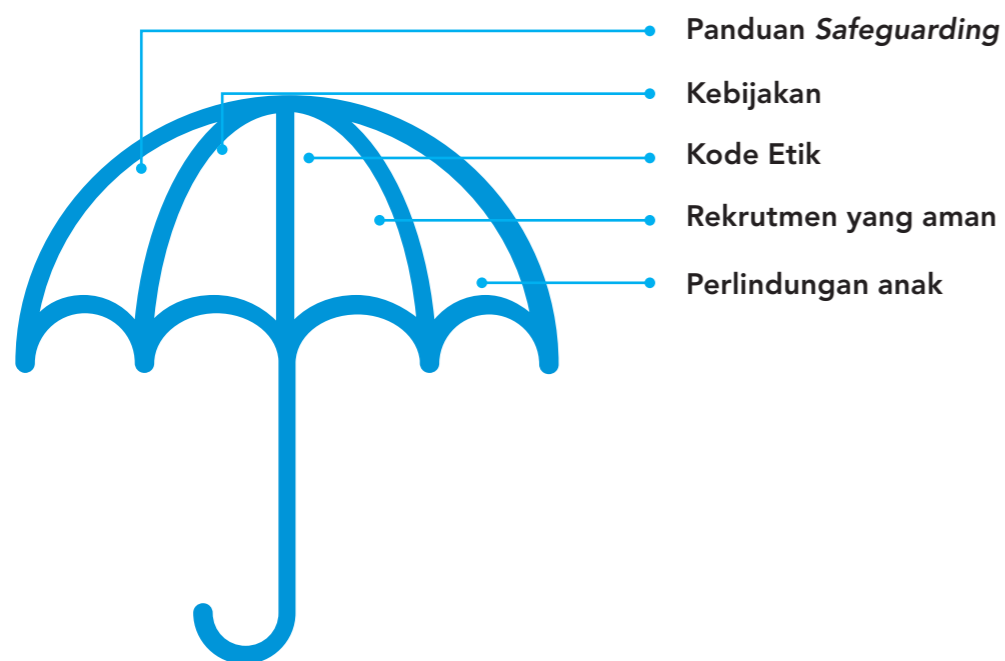 Panduan Safeguarding
Kebijakan
Kode Etik
Rekrutmen yang aman
Perlindungan anak